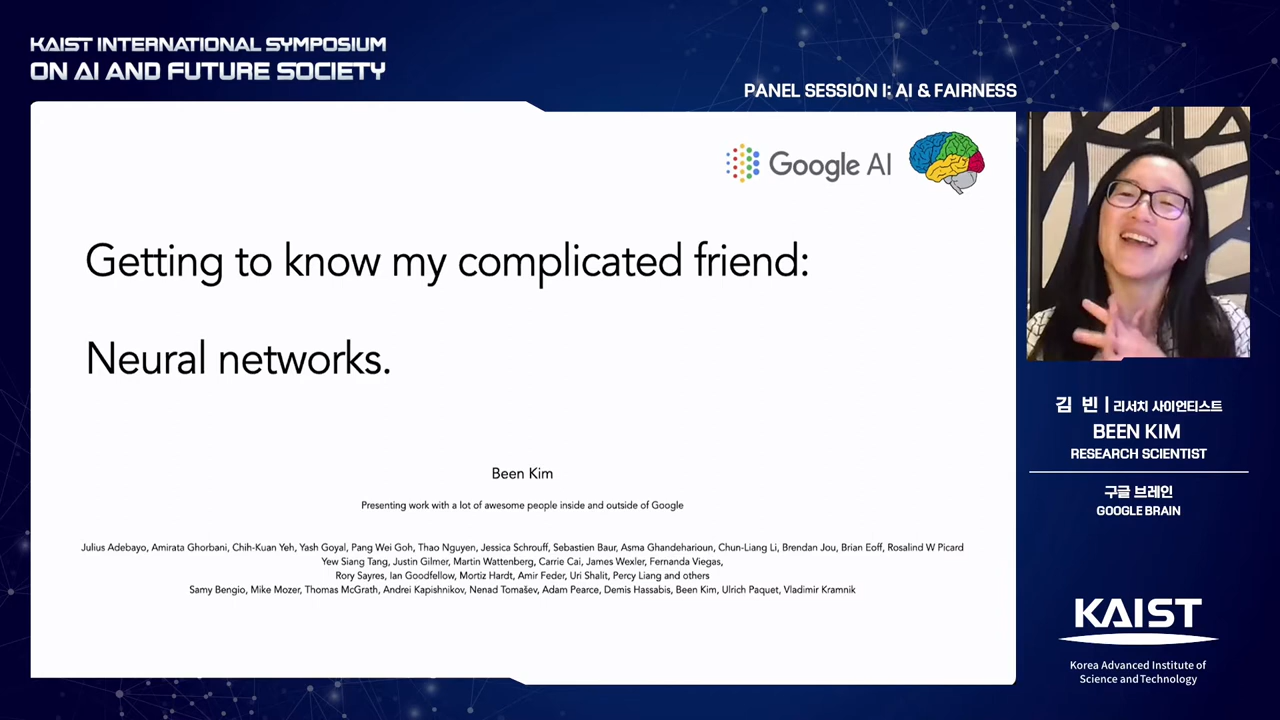 KAIST INTERNATIONAL SYMPOSIUM
ON AI AND FUTURE SOCIETY
PANEL SESSION I: AI & FAIRNESS
Google AI
Getting to know my complicated friend:
Neural networks.
Been Kim
Presenting work with a lot of awesome people inside and outside of Google
Julius Adebayo, Amirata Ghorbani, Chih-Kuan Yeh, Yash Goyal, Pang Wei Goh, Thao Nguyen, Jessica Schrouff, Sebastien Baur, Asma Ghandeharioun, Chun-Liang Li, Brendan Jou, Brian Eoff, Rosalind W Picard
Yew Siang Tang, Justin Gilmer, Martin Wattenberg, Carrie Cai, James Wexler, Fernanda Viegas,
Rory Sayres, Ian Goodfellow, Mortiz Hardt, Amir Feder, Uri Shalit, Percy Liang and others
Samy Bengio, Mike Mozer, Thomas McGrath, Andrei Kapishnikov, Nenad Tomašev, Adam Pearce, Demis Hassabis, Been Kim, Ulrich Paquet, Vladimir Kramnik
김 빈 | 리서치 사이언티스트
BEEN KIM
RESEARCH SCIENTIST
구글 브레인
GOOGLE BRAIN
KAIST
Korea Advanced Institute of
Science and Technology